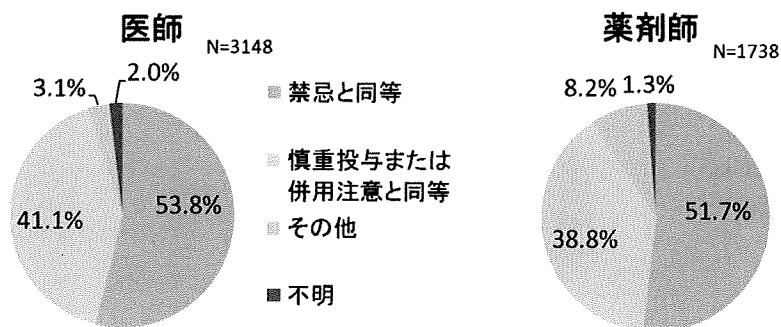 医師
N=3148
3.1%
2.0%
41.1%
53.8%
禁忌と同等
慎重投与または
併用注意と同等
その他
不明
薬剤師
N=1738
8.2%
1.3%
38.8%
51.7%